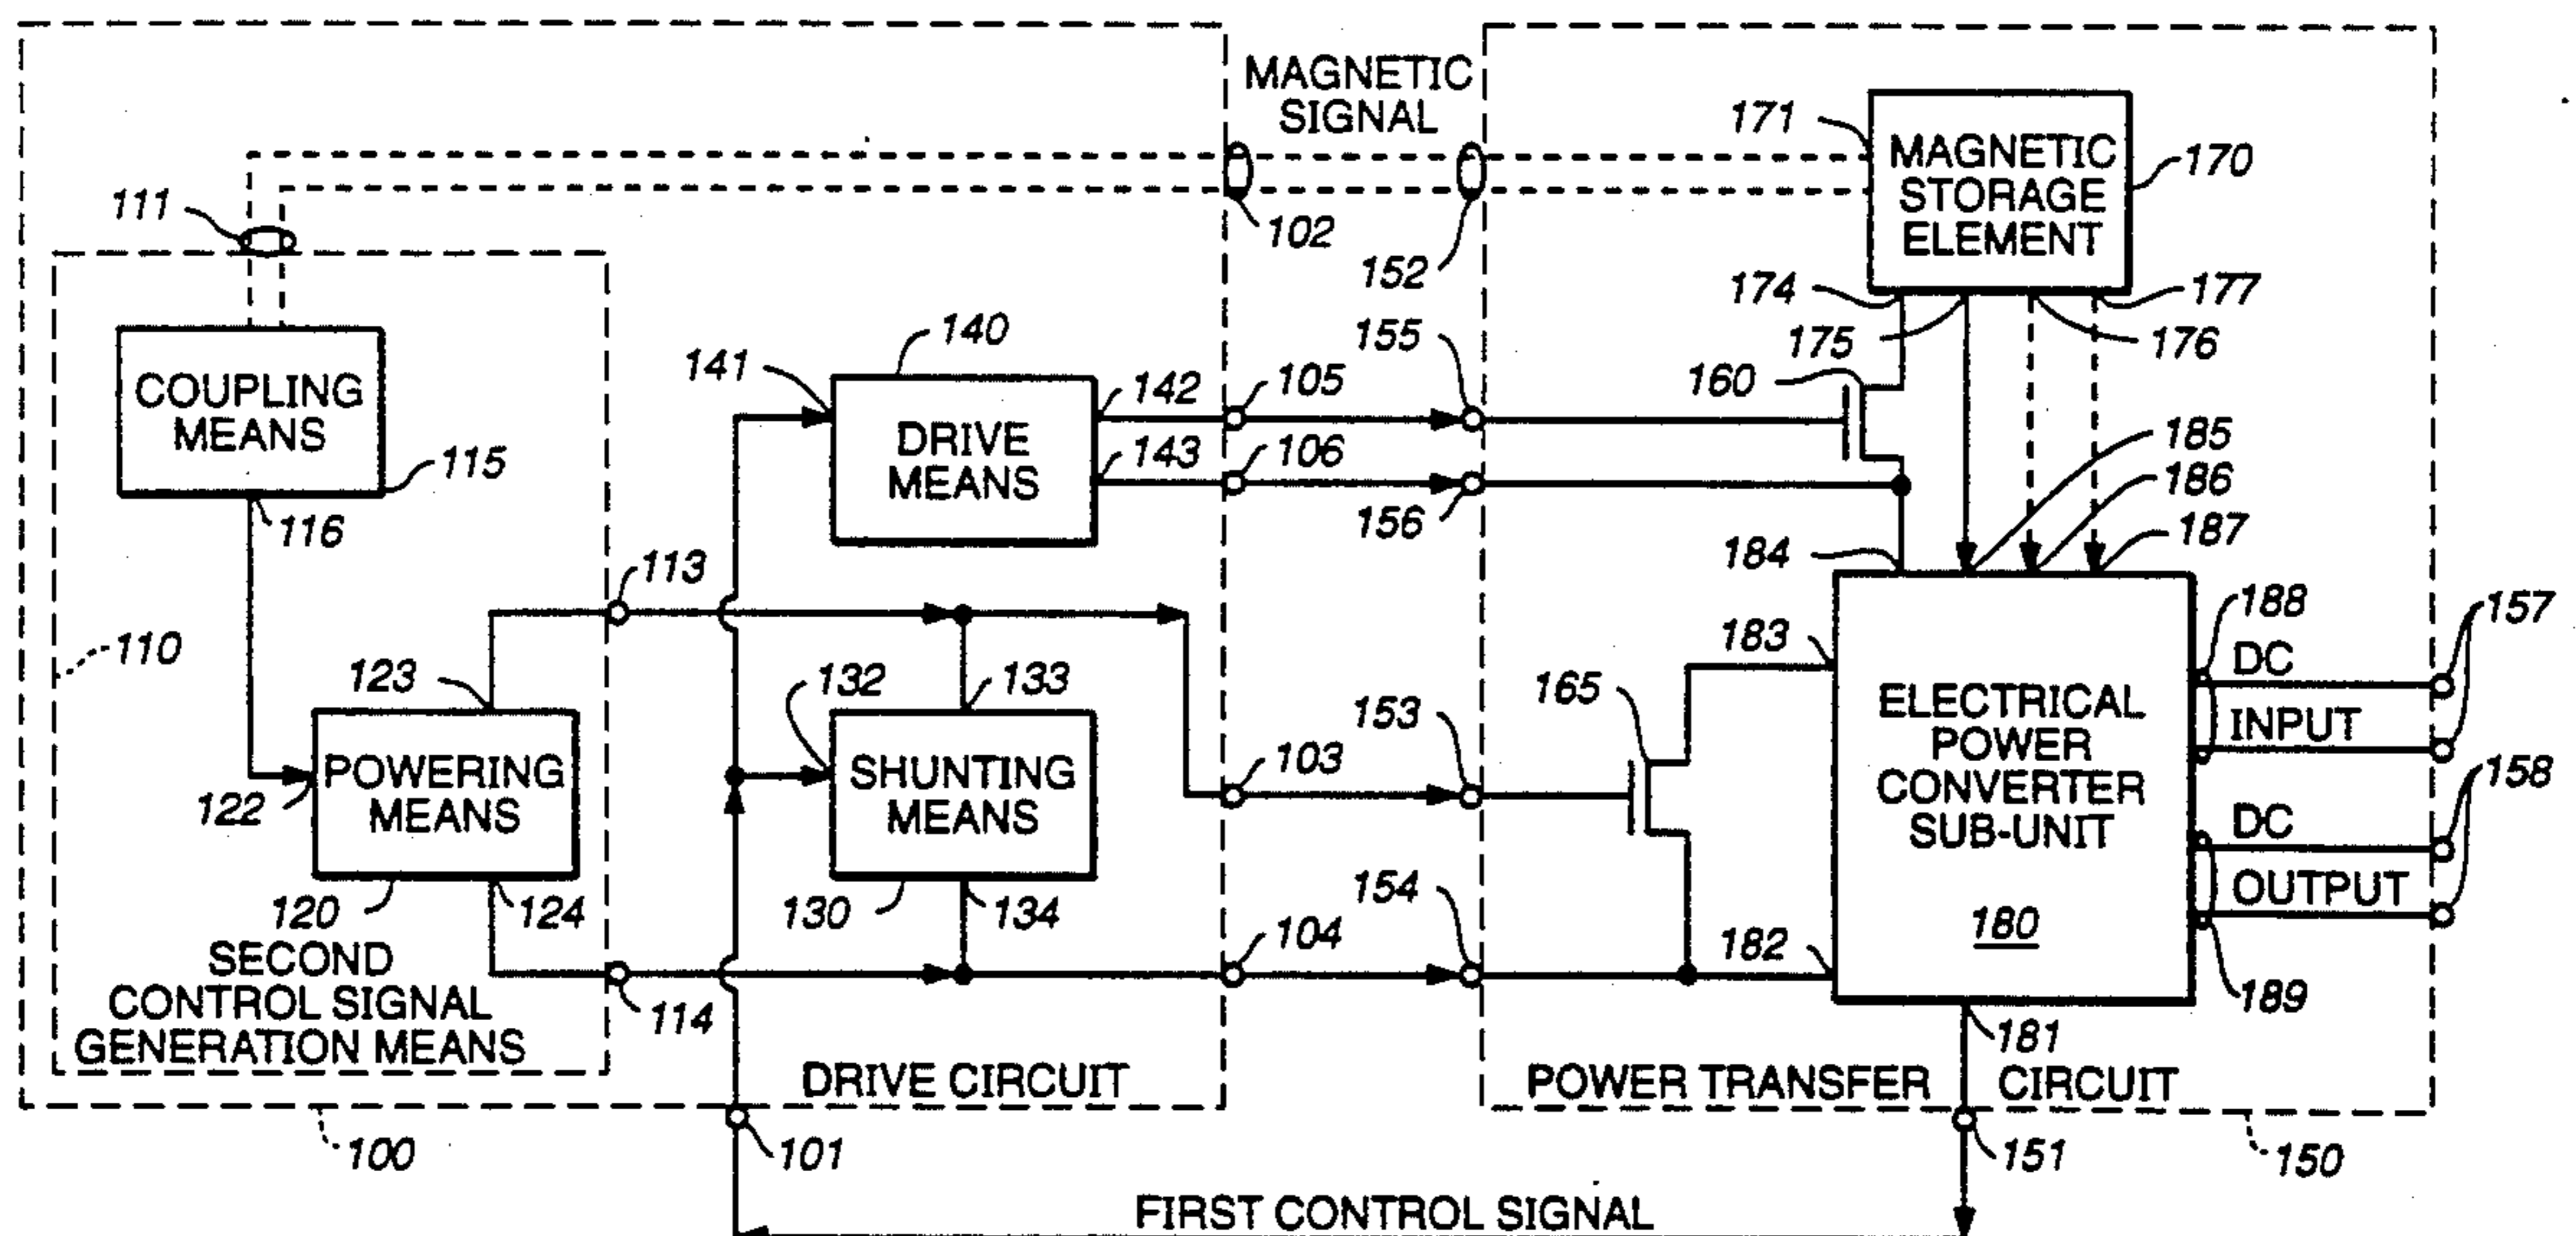 MAGNETIC
SIGNAL
171
MAGNETIC
STORAGE
ELEMENT
170
111
102
152
174
175
176
177
COUPLING
MEANS
115
116
140
141
142
143
DRIVE
MEANS
105
106
155
156
160
184
185
186
187
113
110
123
122
POWERING
MEANS
120
124
132
133
SHUNTING
MEANS
130
134
103
104
153
154
165
183
182
ELECTRICAL
POWER
CONVERTER
SUB-UNIT
180
188
DC
INPUT
157
DC
OUTPUT
158
189
181
SECOND
CONTROL SIGNAL
GENERATION MEANS
114
DRIVE CIRCUIT
POWER TRANSFER CIRCUIT
100
101
151
150
FIRST CONTROL SIGNAL